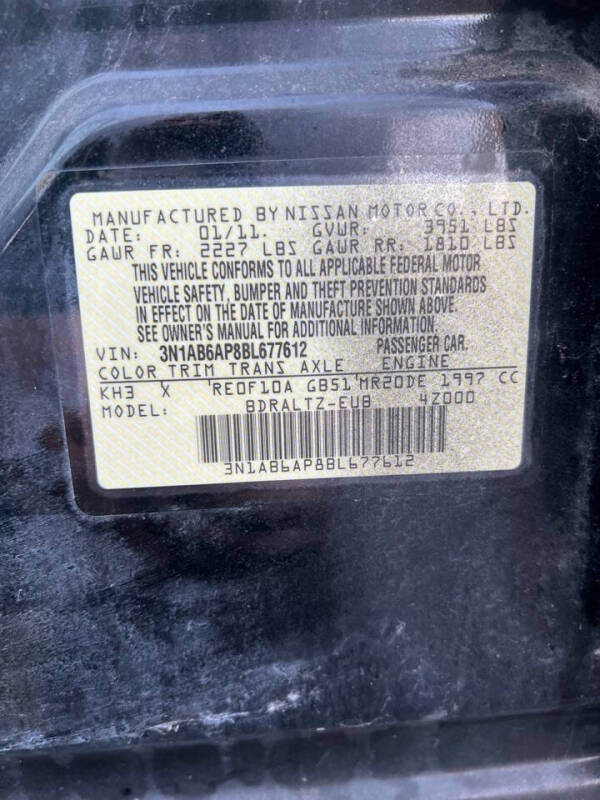 MANUFACTURED BY NISSAN MOTOR CO., LTD.
DATE: 01/11. GVWR: 3951 LBS
GAWR FR: 2227 LBS GAWR RR: 1810 LBS
THIS VEHICLE CONFORMS TO ALL APPLICABLE FEDERAL MOTOR
VEHICLE SAFETY, BUMPER AND THEFT PREVENTION STANDARDS
IN EFFECT ON THE DATE OF MANUFACTURE SHOWN ABOVE.
SEE OWNER'S MANUAL FOR ADDITIONAL INFORMATION.
VIN: 3N1AB6AP8BL677612 PASSENGER CAR.
COLOR TRIM TRANS AXLE ENGINE
KH3 X RE0F10A GB51 MR20DE 1997 CC
MODEL: BDRALTZ-EUB 4Z000
3N1AB6AP8BL677612